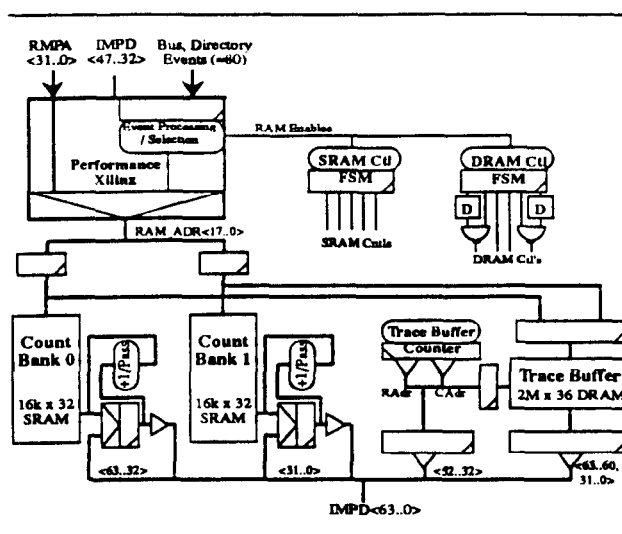 RMPA IMPD Bus, Directory
<31..0> <47..32> Events (≈80)
Event Processing
/ Selection
RAM Enables
Performance
Xilinx
SRAM Ctl
FSM
DRAM Ctl
FSM
D D
SRAM Cntls
DRAM Ctl's
RAM_ADR<17..0>
Count
Bank 0
16k x 32
SRAM
+1/Pass
<63..32>
Count
Bank 1
16k x 32
SRAM
+1/Pass
<31..0>
Trace Buffer
Counter
RAdr CAdr
<52..32>
Trace Buffer
2M x 36 DRAM
<63..60,
31..0>
IMPD<63..0>